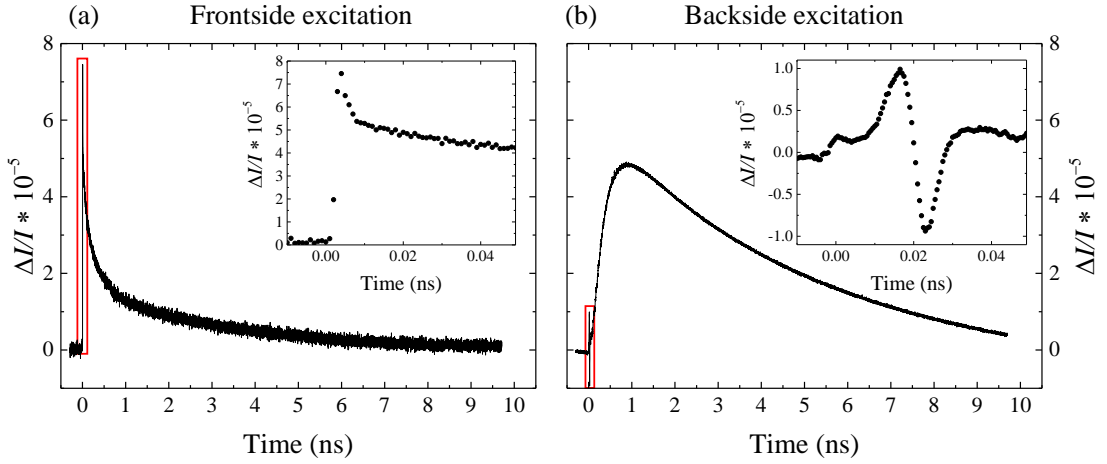 (a) Frontside excitation
8
6
4
2
0
ΔI/I * 10⁻⁵
0 1 2 3 4 5 6 7 8 9 10
Time (ns)
8
7
6
5
4
3
2
1
0
ΔI/I * 10⁻⁵
0.00 0.02 0.04
Time (ns)
(b) Backside excitation
1.0
0.5
0.0
-0.5
-1.0
ΔI/I * 10⁻⁵
0.00 0.02 0.04
Time (ns)
8
6
4
2
0
ΔI/I * 10⁻⁵
0 1 2 3 4 5 6 7 8 9 10
Time (ns)